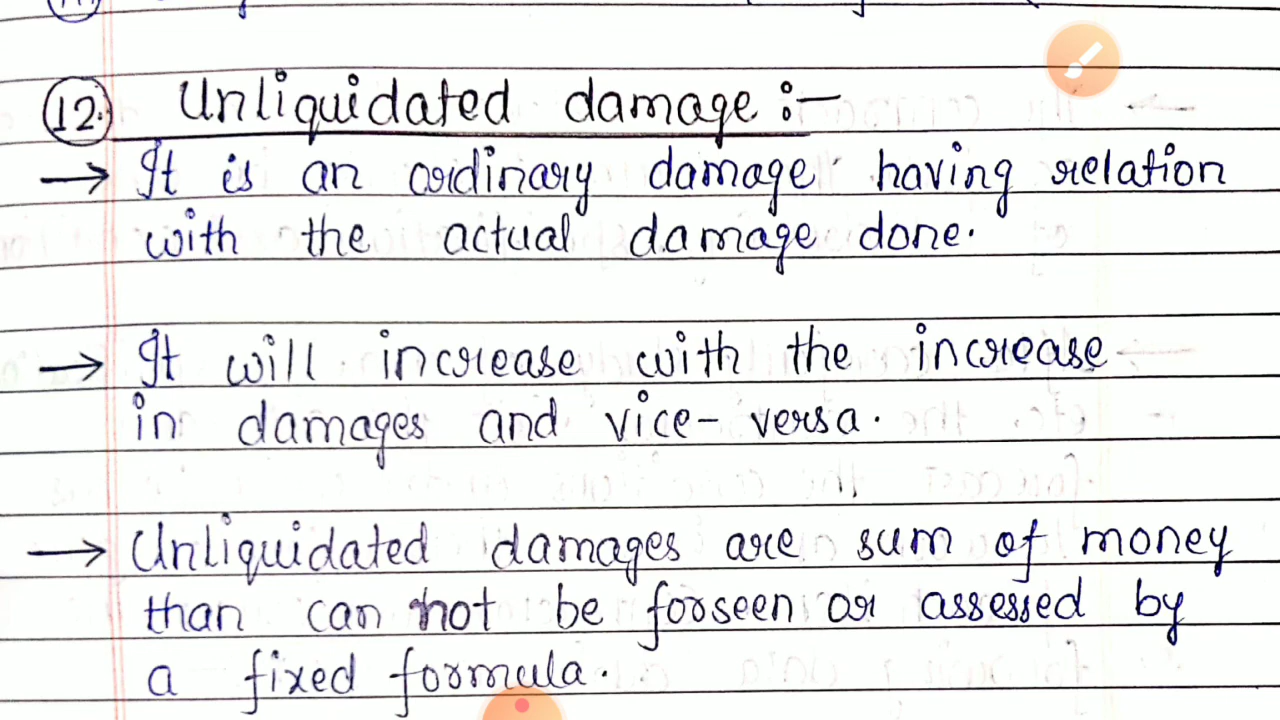 12. Unliquidated damage :-
→ It is an ordinary damage having relation
with the actual damage done.
→ It will increase with the increase
in damages and vice-versa.
→ Unliquidated damages are sum of money
than can not be forseen or assessed by
a fixed formula.